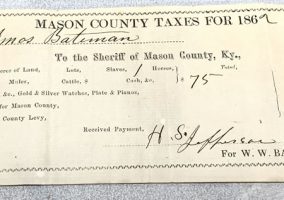 MASON COUNTY TAXES FOR 1862
Amos Bateman
To the Sheriff of Mason County, Ky.,
cres of Land, Lots, Slaves, 1 Horses, Total,
Mules, Cattle, $ Cash, &c., $ 75
&c., Gold & Silver Watches, Plate & Pianos,
for Mason County,
County Levy,
Received Payment, H. S. Jefferson
For W. W. BA